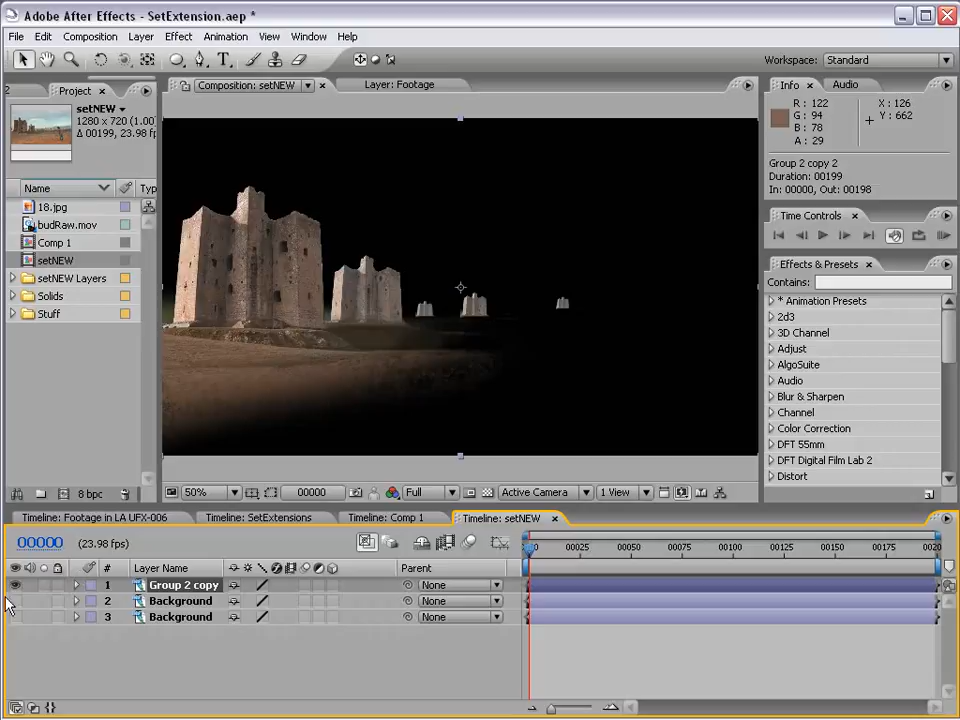 Adobe After Effects - SetExtension.aep *
File Edit Composition Layer Effect Animation View Window Help
Workspace: Standard
2 Project ×
Composition: setNEW × Layer: Footage
Info × Audio
setNEW
1280 x 720 (1.00)
Δ 00199, 23.98 fps
R : 122
G : 94
B : 78
A : 29
X : 126
Y : 662
Group 2 copy 2
Duration: 00199
In: 00000, Out: 00198
Name Typ
18.jpg
budRaw.mov
Comp 1
setNEW
setNEW Layers
Solids
Stuff
Time Controls ×
Effects & Presets ×
Contains:
* Animation Presets
2d3
3D Channel
Adjust
AlgoSuite
Audio
Blur & Sharpen
Channel
Color Correction
DFT 55mm
DFT Digital Film Lab 2
Distort
8 bpc
50% 00000 Full Active Camera 1 View
Timeline: Footage in LA UFX-006 Timeline: SetExtensions Timeline: Comp 1 Timeline: setNEW ×
00000 (23.98 fps)
00025 00050 00075 00100 00125 00150 00175 0020
# Layer Name Parent
1 Group 2 copy None
2 Background None
3 Background None